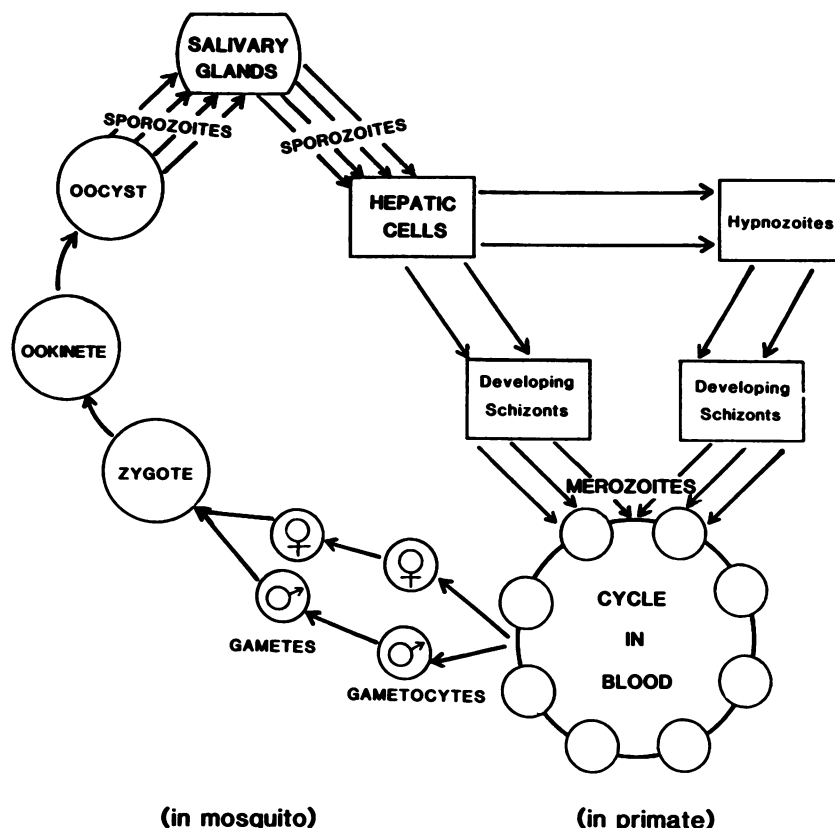 SALIVARY
GLANDS
SPOROZOITES
SPOROZOITES
OOCYST
HEPATIC
CELLS
Hypnozoites
OOKINETE
Developing
Schizonts
Developing
Schizonts
ZYGOTE
MEROZOITES
CYCLE
IN
BLOOD
GAMETES
GAMETOCYTES
(in mosquito)
(in primate)